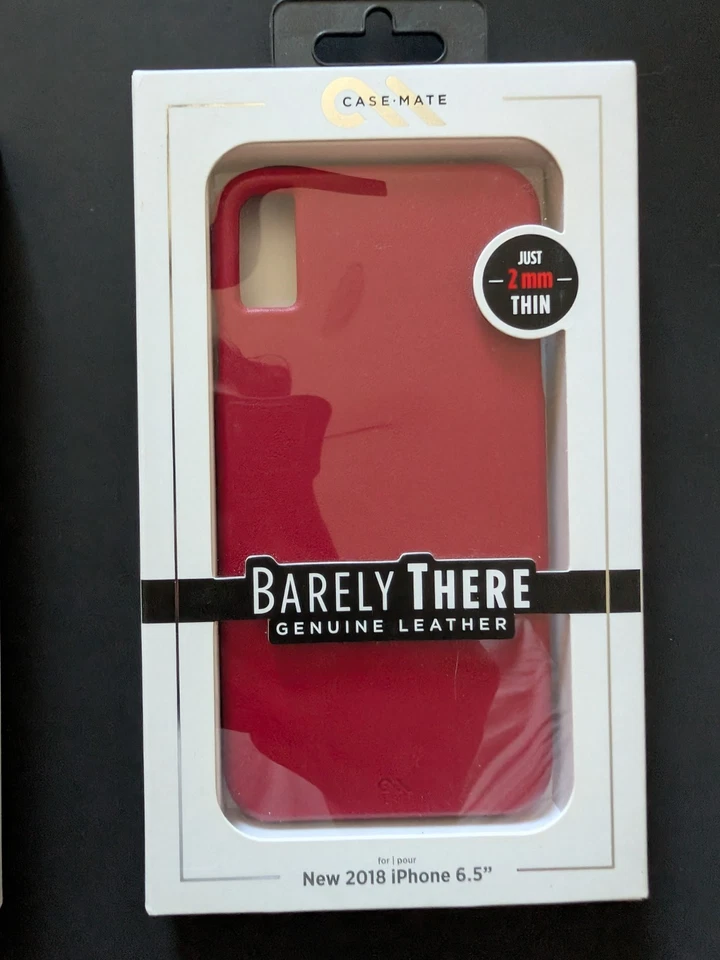 CASE·MATE
JUST
2 mm
THIN
BARELY THERE
GENUINE LEATHER
for | pour
New 2018 iPhone 6.5”